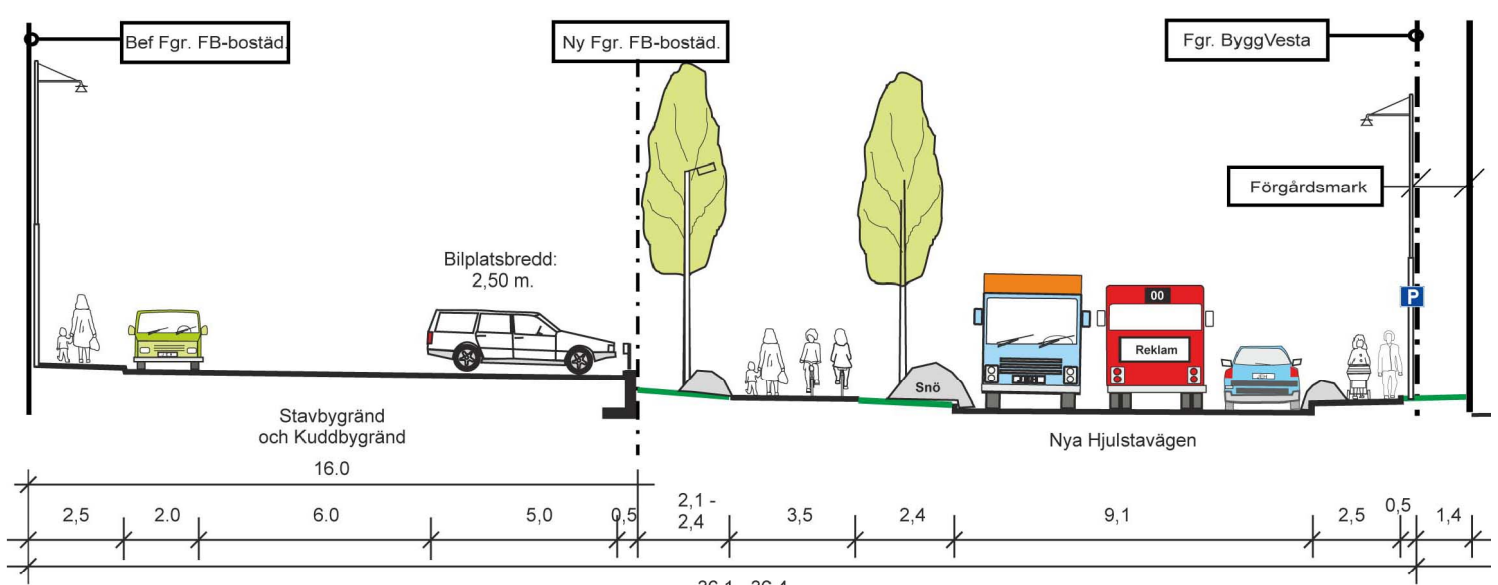 Bef Fgr. FB-bostäd.
Ny Fgr. FB-bostäd.
Fgr. ByggVesta
Förgårdsmark
Bilplatsbredd:
2,50 m.
00
P
Reklam
Snö
Stavbygränd
och Kuddbygränd
Nya Hjulstavägen
16.0
2,5
2.0
6.0
5,0
0,5
2,1 -
2,4
3,5
2,4
9,1
2,5
0,5
1,4